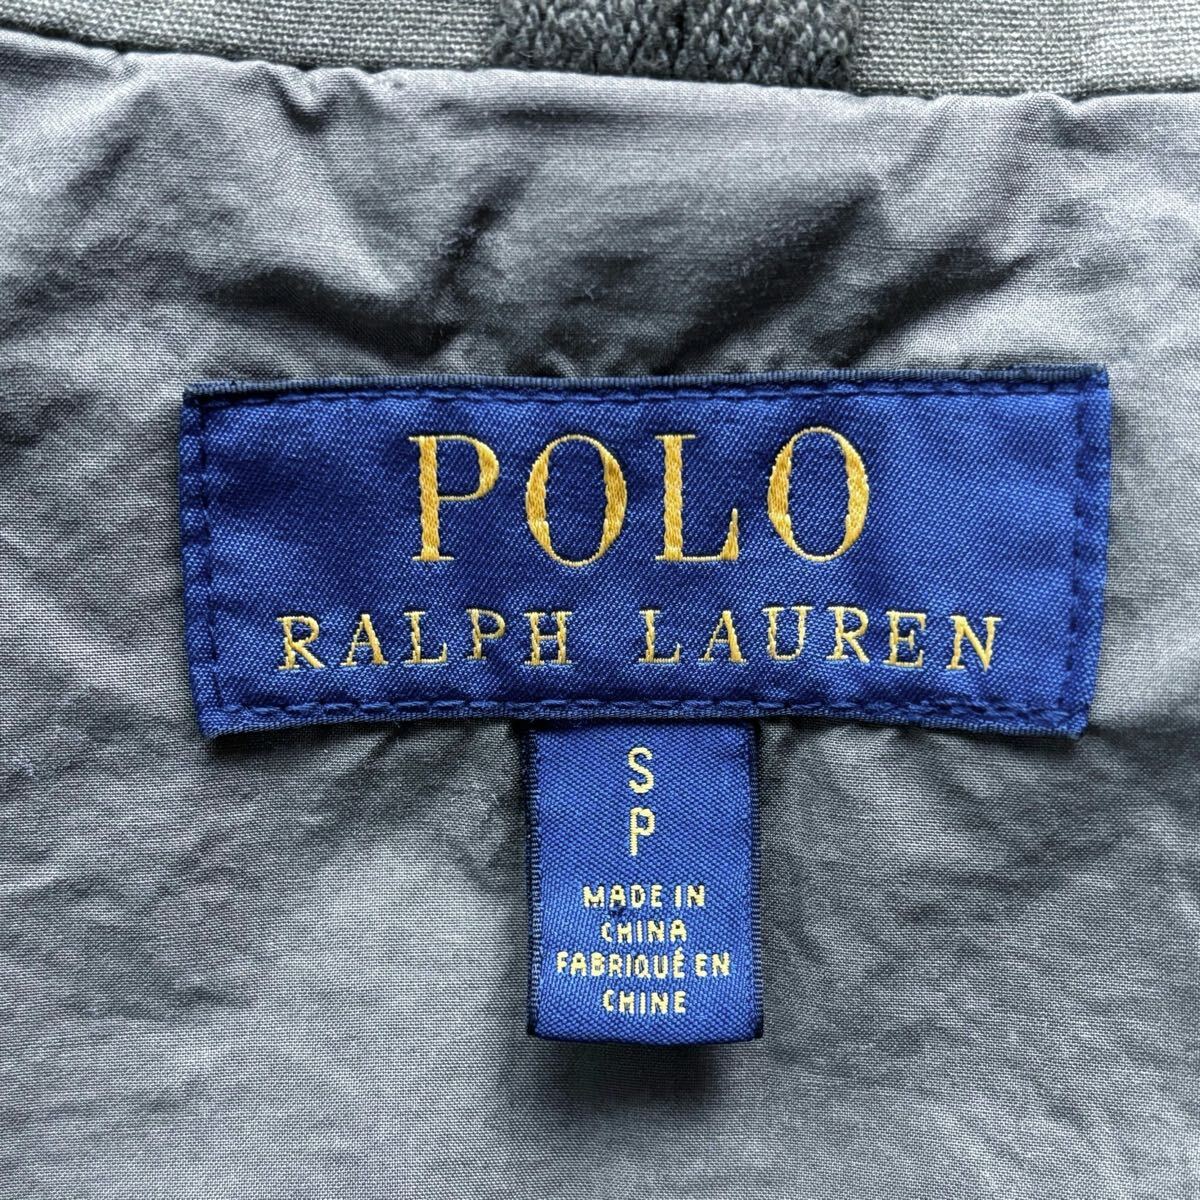 POLO
RALPH LAUREN
S
P
MADE IN
CHINA
FABRIQUÉ EN
CHINE